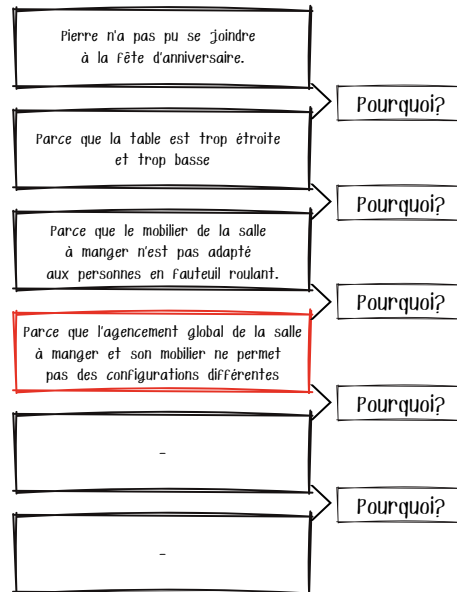 Pierre n'a pas pu se joindre
à la fête d'anniversaire.
Pourquoi?
Parce que la table est trop étroite
et trop basse
Pourquoi?
Parce que le mobilier de la salle
à manger n'est pas adapté
aux personnes en fauteuil roulant.
Pourquoi?
Parce que l'agencement global de la salle
à manger et son mobilier ne permet
pas des configurations différentes
Pourquoi?
-
Pourquoi?
-